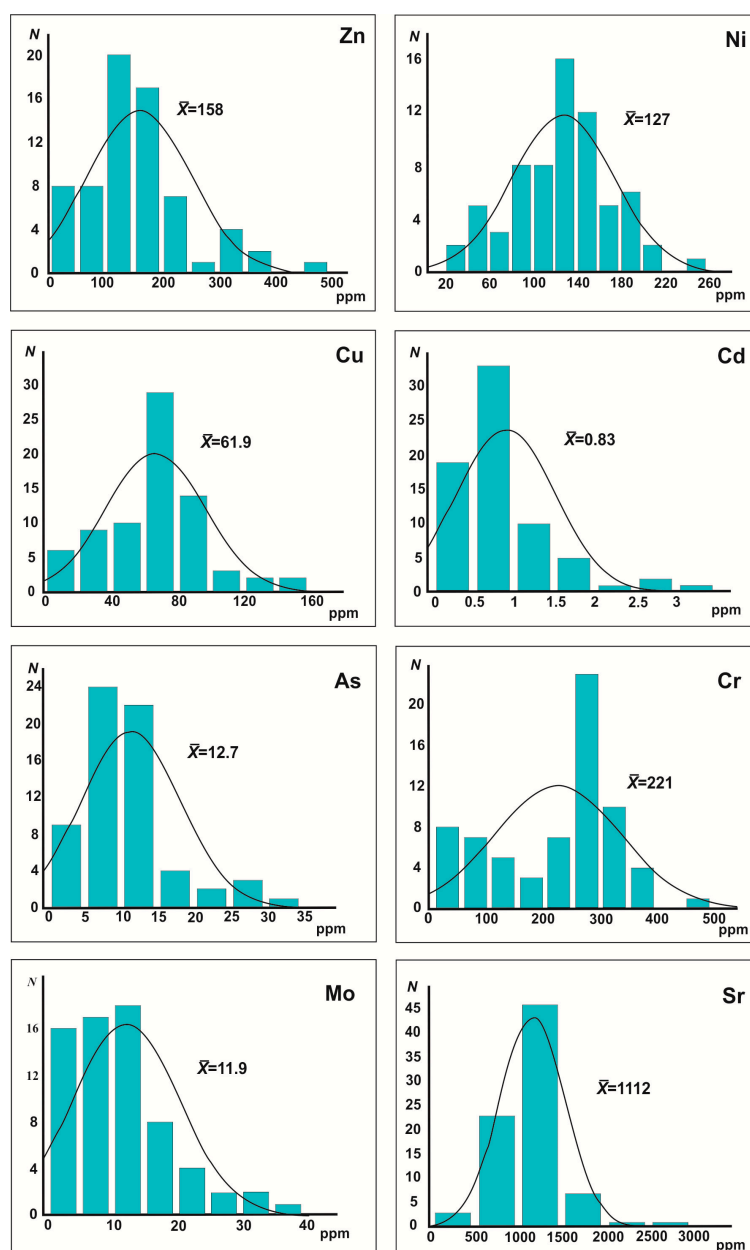 N
Zn
20
16
12
8
4
0
X̄=158
0 100 200 300 400 500
ppm
N
Ni
16
12
8
4
0
X̄=127
20 60 100 140 180 220 260
ppm
N
Cu
30
25
20
15
10
5
0
X̄=61.9
0 40 80 120 160
ppm
N
Cd
30
20
15
10
5
0
X̄=0.83
0 0.5 1 1.5 2 2.5 3
ppm
N
As
24
20
16
12
8
4
0
X̄=12.7
0 5 10 15 20 25 30 35
ppm
N
Cr
20
12
8
4
0
X̄=221
0 100 200 300 400 500
ppm
N
Mo
16
12
8
4
0
X̄=11.9
0 10 20 30 40
ppm
N
Sr
45
40
35
30
25
20
15
10
5
0
X̄=1112
0 500 1000 1500 2000 3000
ppm